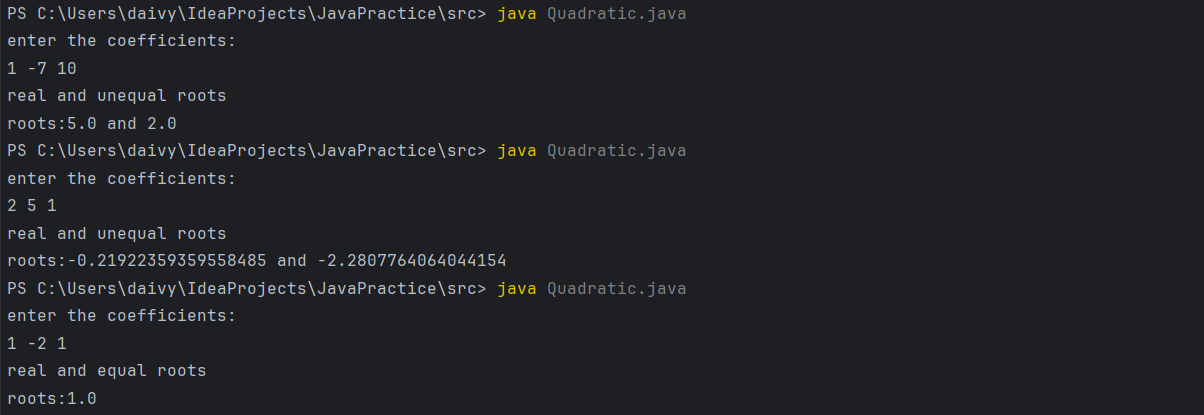 PS C:\Users\daivy\IdeaProjects\JavaPractice\src> java Quadratic.java
enter the coefficients:
1 -7 10
real and unequal roots
roots:5.0 and 2.0
PS C:\Users\daivy\IdeaProjects\JavaPractice\src> java Quadratic.java
enter the coefficients:
2 5 1
real and unequal roots
roots:-0.21922359359558485 and -2.2807764064044154
PS C:\Users\daivy\IdeaProjects\JavaPractice\src> java Quadratic.java
enter the coefficients:
1 -2 1
real and equal roots
roots:1.0